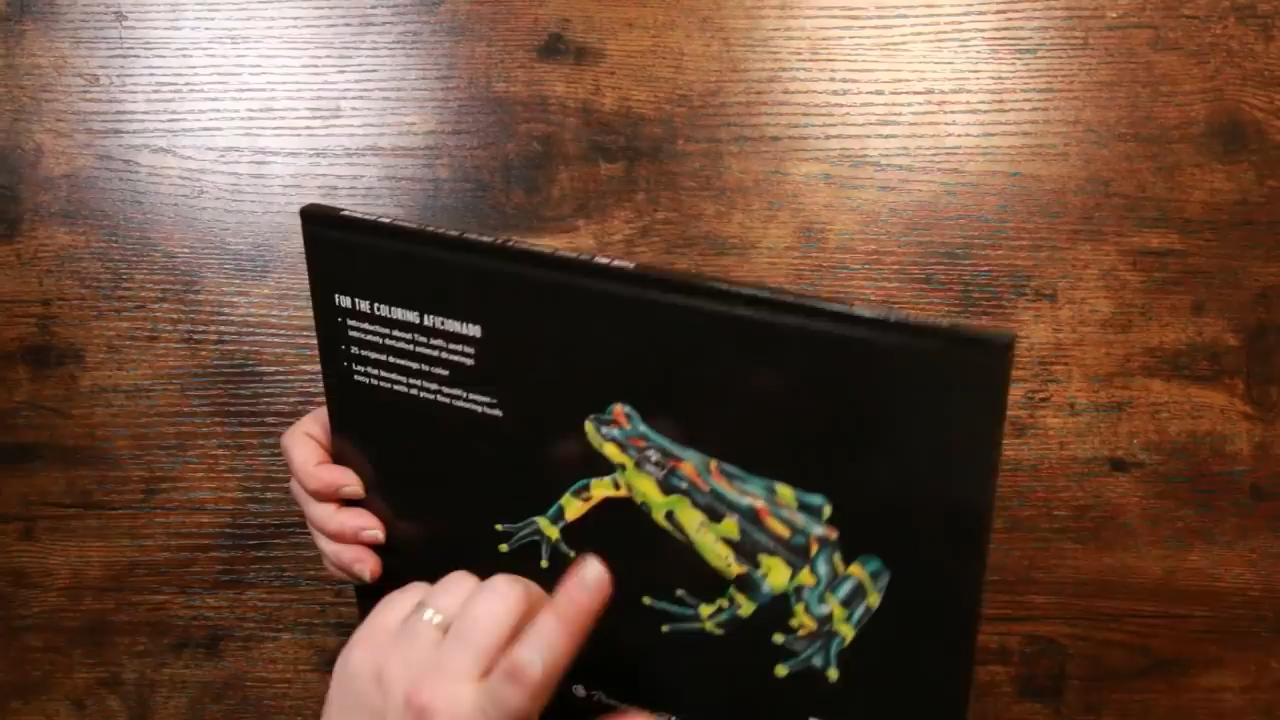 FOR THE COLORING AFICIONADO
• Introduction about Tim Jeffs and his
intricately detailed animal drawings
• 25 original drawings to color
• Lay-flat binding and high-quality paper—
easy to use with all your fine coloring tools